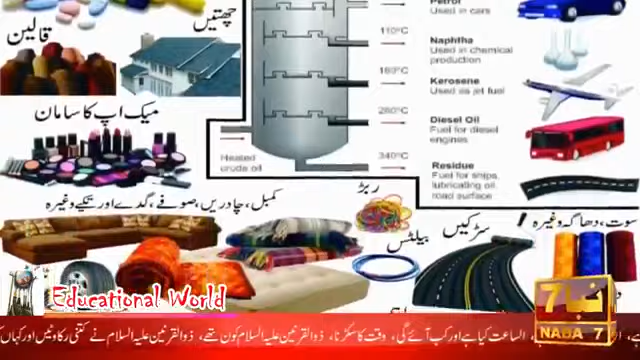 Petrol
Used in cars
چھتیں
قالین
110°C
Naphtha
Used in chemical
production
Kerosene
Used as jet fuel
میک اپ کا سامان
260°C
Diesel Oil
Fuel for diesel
engines
Heated
crude oil
340°C
Residue
Fuel for ships,
lubricating oil,
road surface
کمبل، چادریں، صوفے، گدے اور تکیے وغیرہ
ربڑ
بیلٹس
سڑکیں
سوت، دھاگہ وغیرہ
Educational World
نبا 7
NABA 7
الساعت کیا ہے اور کب آئے گی، وقت کا سکڑنا، ذوالقرنین علیہ السلام کون تھے، ذوالقرنین علیہ السلام نے کتنی رکاوٹیں اور کہاں